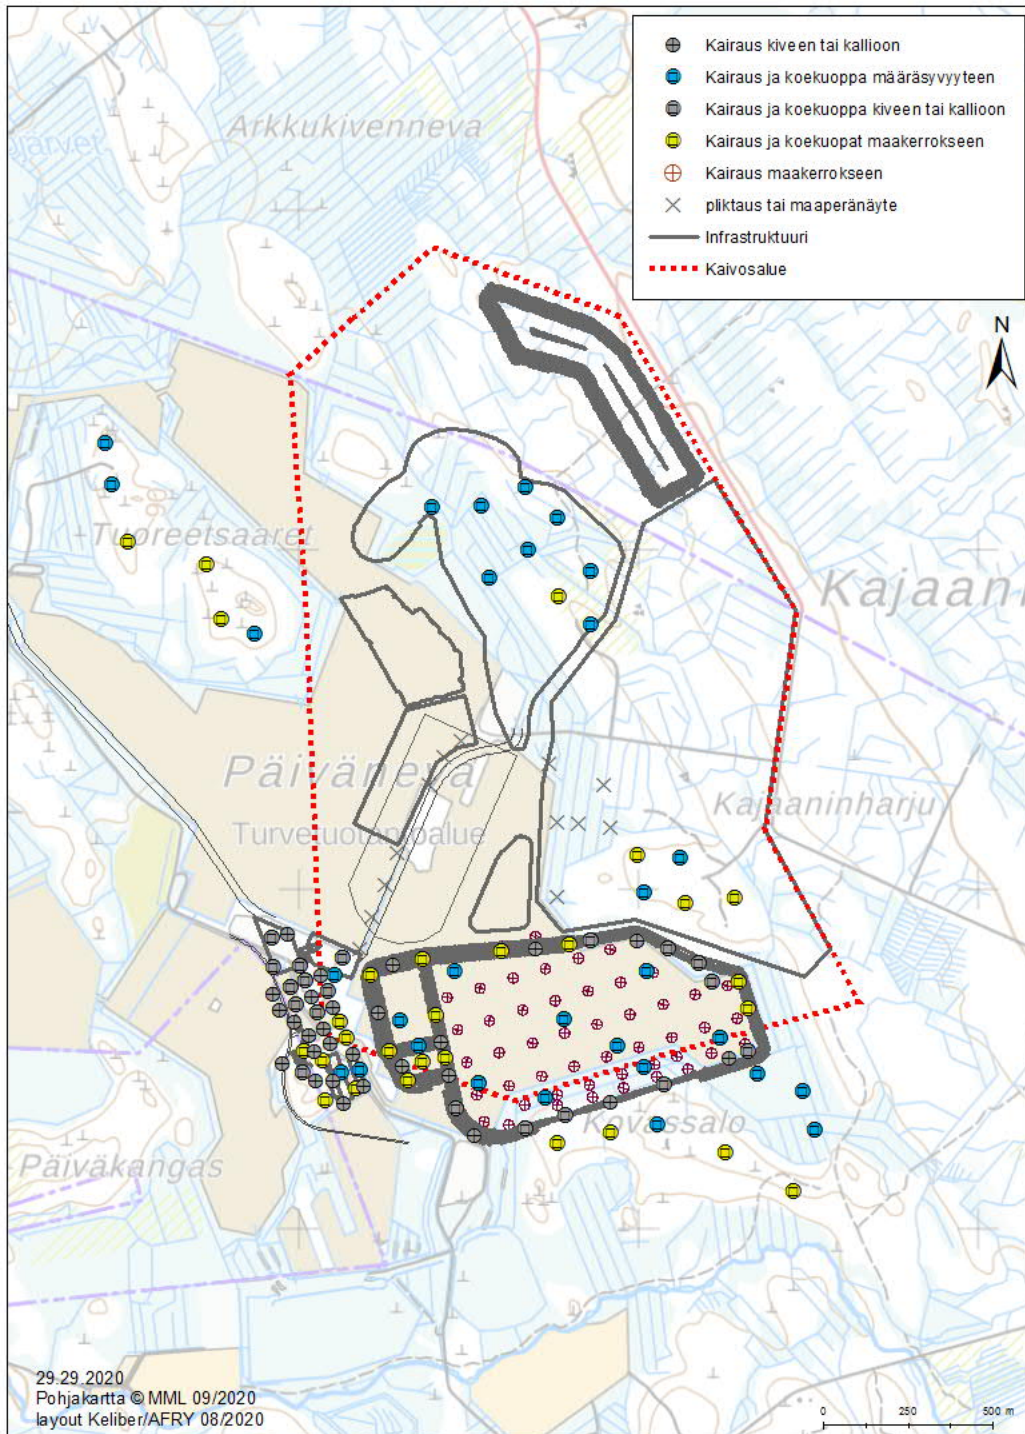 Kairaus kiveen tai kallioon
Kairaus ja koekuoppa määräsyvyyteen
Kairaus ja koekuoppa kiveen tai kallioon
Kairaus ja koekuopat maakerrokseen
Kairaus maakerrokseen
pliktaus tai maaperänäyte
Infrastruktuuri
Kaivosalue
Arkkukivenneva
N
Tuoreetsaaret
Päiväneva
Kajaaninharju
Turvetuotantoalue
Kovassalo
Päiväkangas
29.29.2020
Pohjakartta © MML 09/2020
layout Keliber/AFRY 08/2020
0 250 500 m